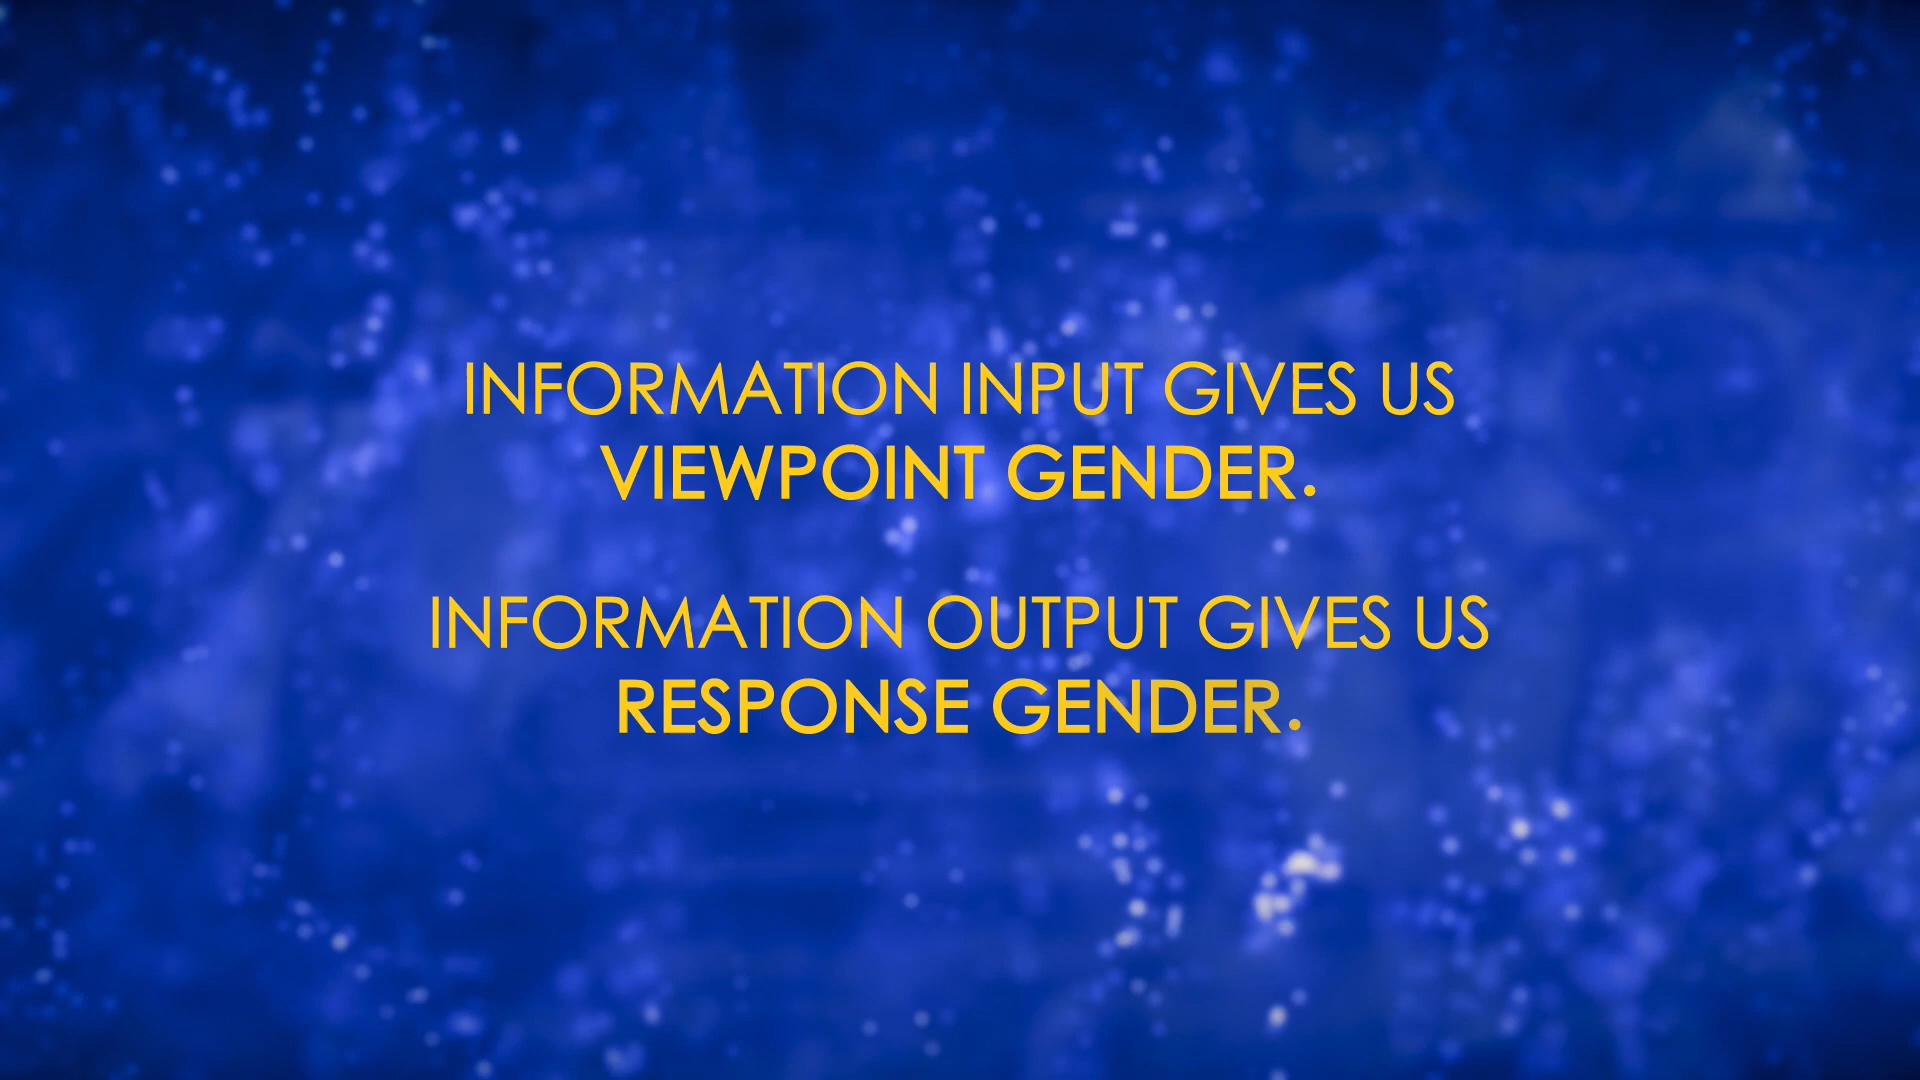 INFORMATION INPUT GIVES US
VIEWPOINT GENDER.
INFORMATION OUTPUT GIVES US
RESPONSE GENDER.